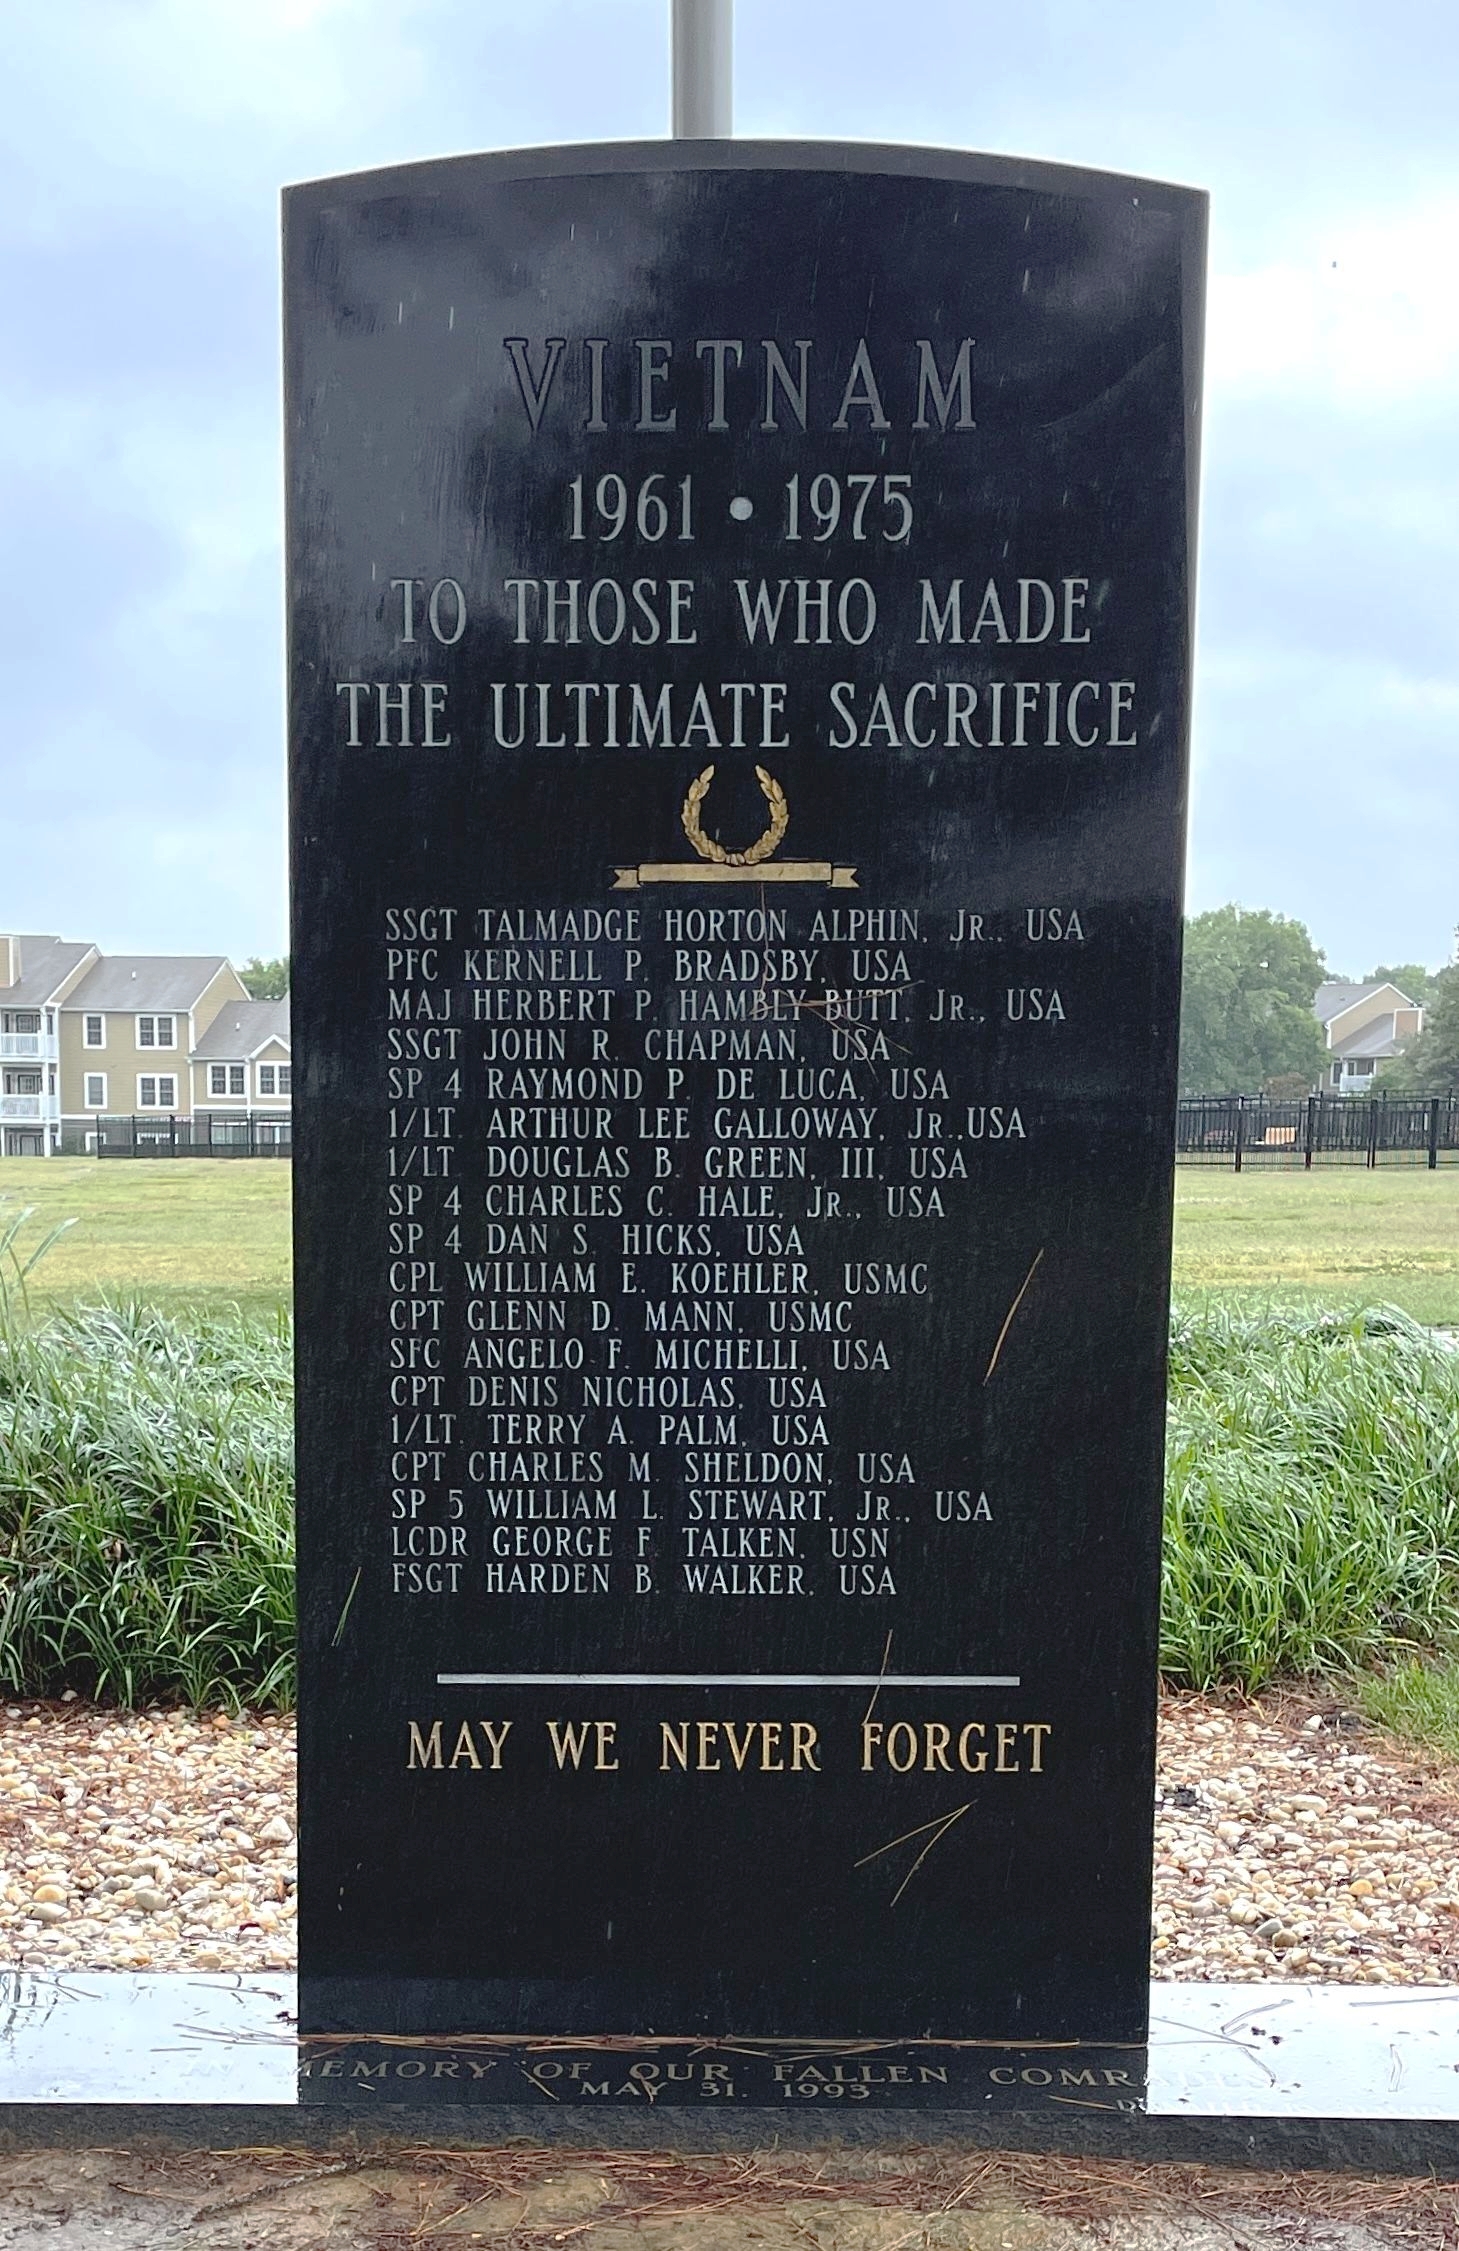 VIETNAM
1961 • 1975
TO THOSE WHO MADE
THE ULTIMATE SACRIFICE
SSGT TALMADGE HORTON ALPHIN, Jr., USA
PFC KERNELL P. BRADSBY, USA
MAJ HERBERT P. HAMBLY BUTT, Jr., USA
SSGT JOHN R. CHAPMAN, USA
SP 4 RAYMOND P. DE LUCA, USA
1/LT. ARTHUR LEE GALLOWAY, Jr.,USA
1/LT. DOUGLAS B. GREEN, III, USA
SP 4 CHARLES C. HALE, Jr., USA
SP 4 DAN S. HICKS, USA
CPL WILLIAM E. KOEHLER, USMC
CPT GLENN D. MANN, USMC
SFC ANGELO F. MICHELLI, USA
CPT DENIS NICHOLAS, USA
1/LT. TERRY A. PALM, USA
CPT CHARLES M. SHELDON, USA
SP 5 WILLIAM L. STEWART, Jr., USA
LCDR GEORGE F. TALKEN, USN
FSGT HARDEN B. WALKER, USA
MAY WE NEVER FORGET
IN MEMORY OF OUR FALLEN COMRADES
MAY 31, 1993